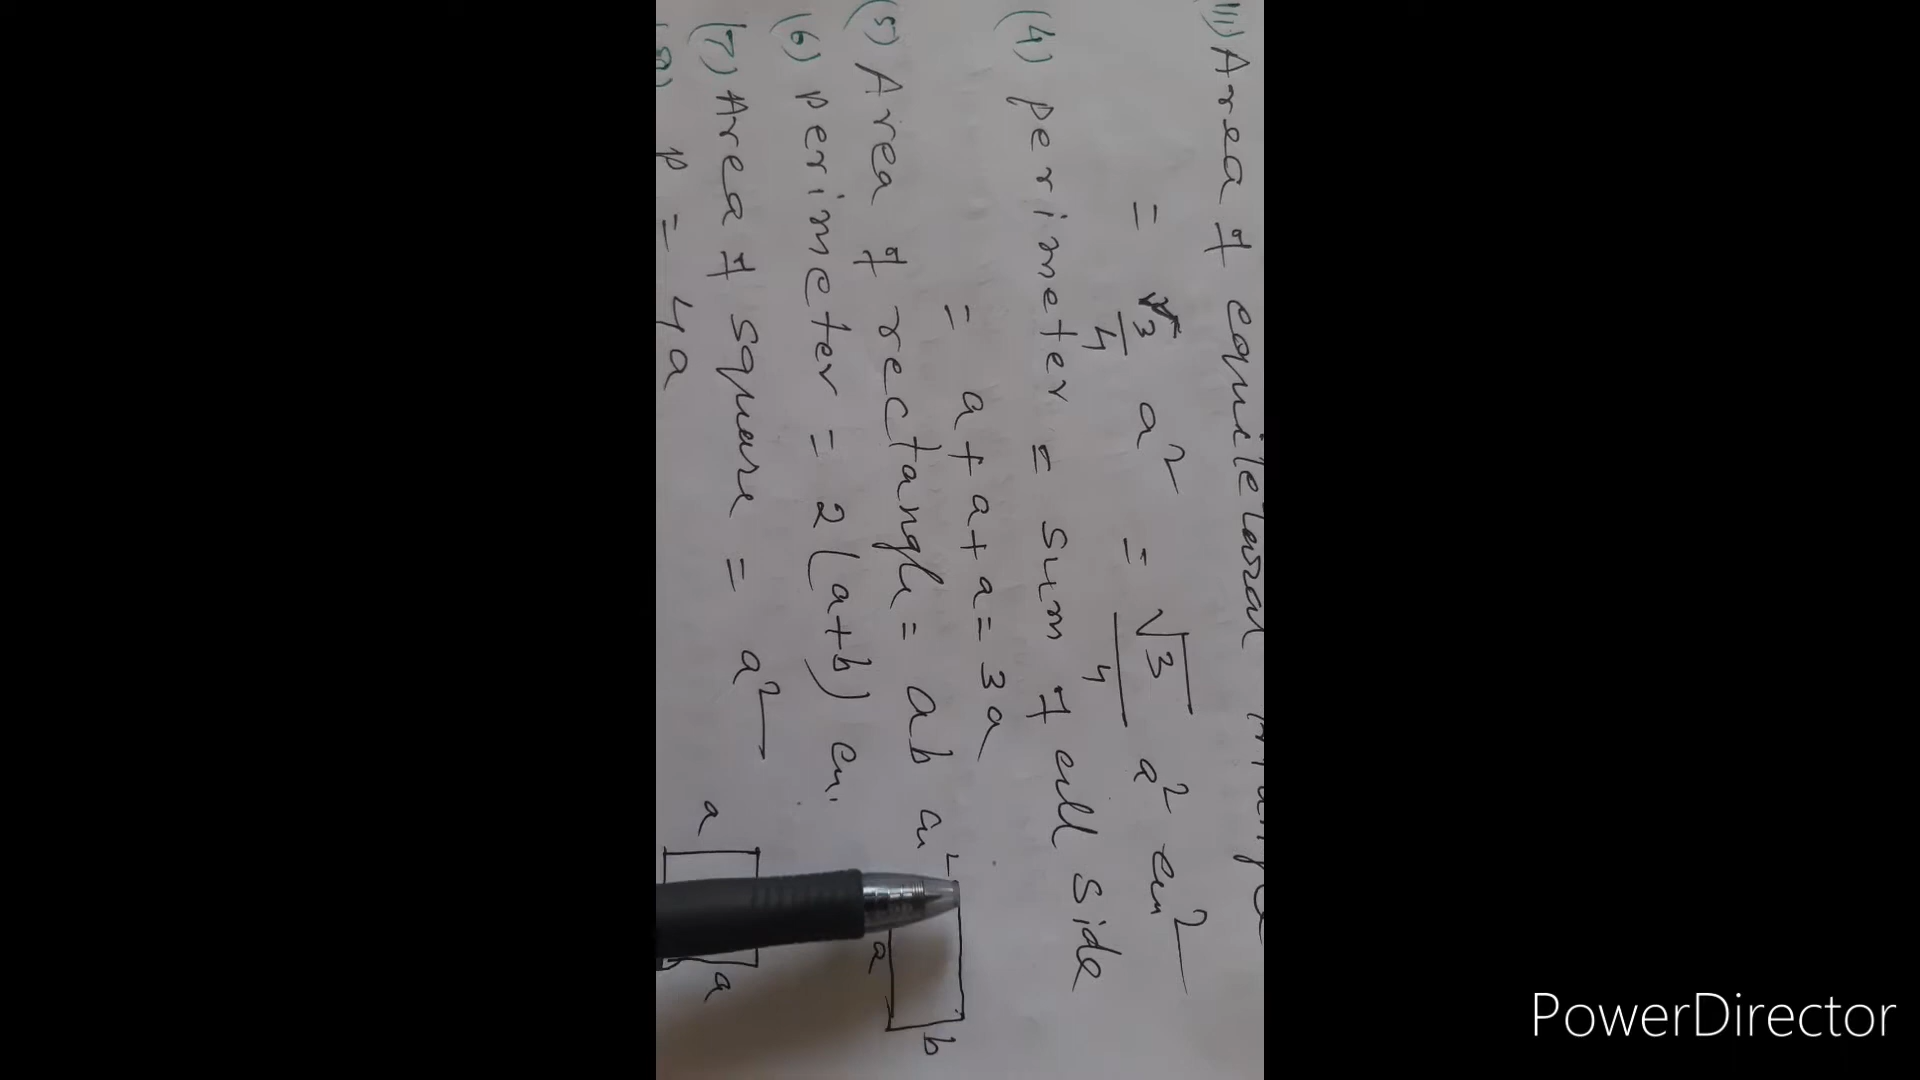 (iii) Area of equilateral triangle
= √3/4 a² = √3/4 a² cm²
(4) perimeter = sum of all side
= a + a + a = 3a
(5) Area of rectangle = ab cm²
a
b
(6) perimeter = 2(a+b) cm.
(7) Area of square = a²
a
a
(8) p = 4a
PowerDirector